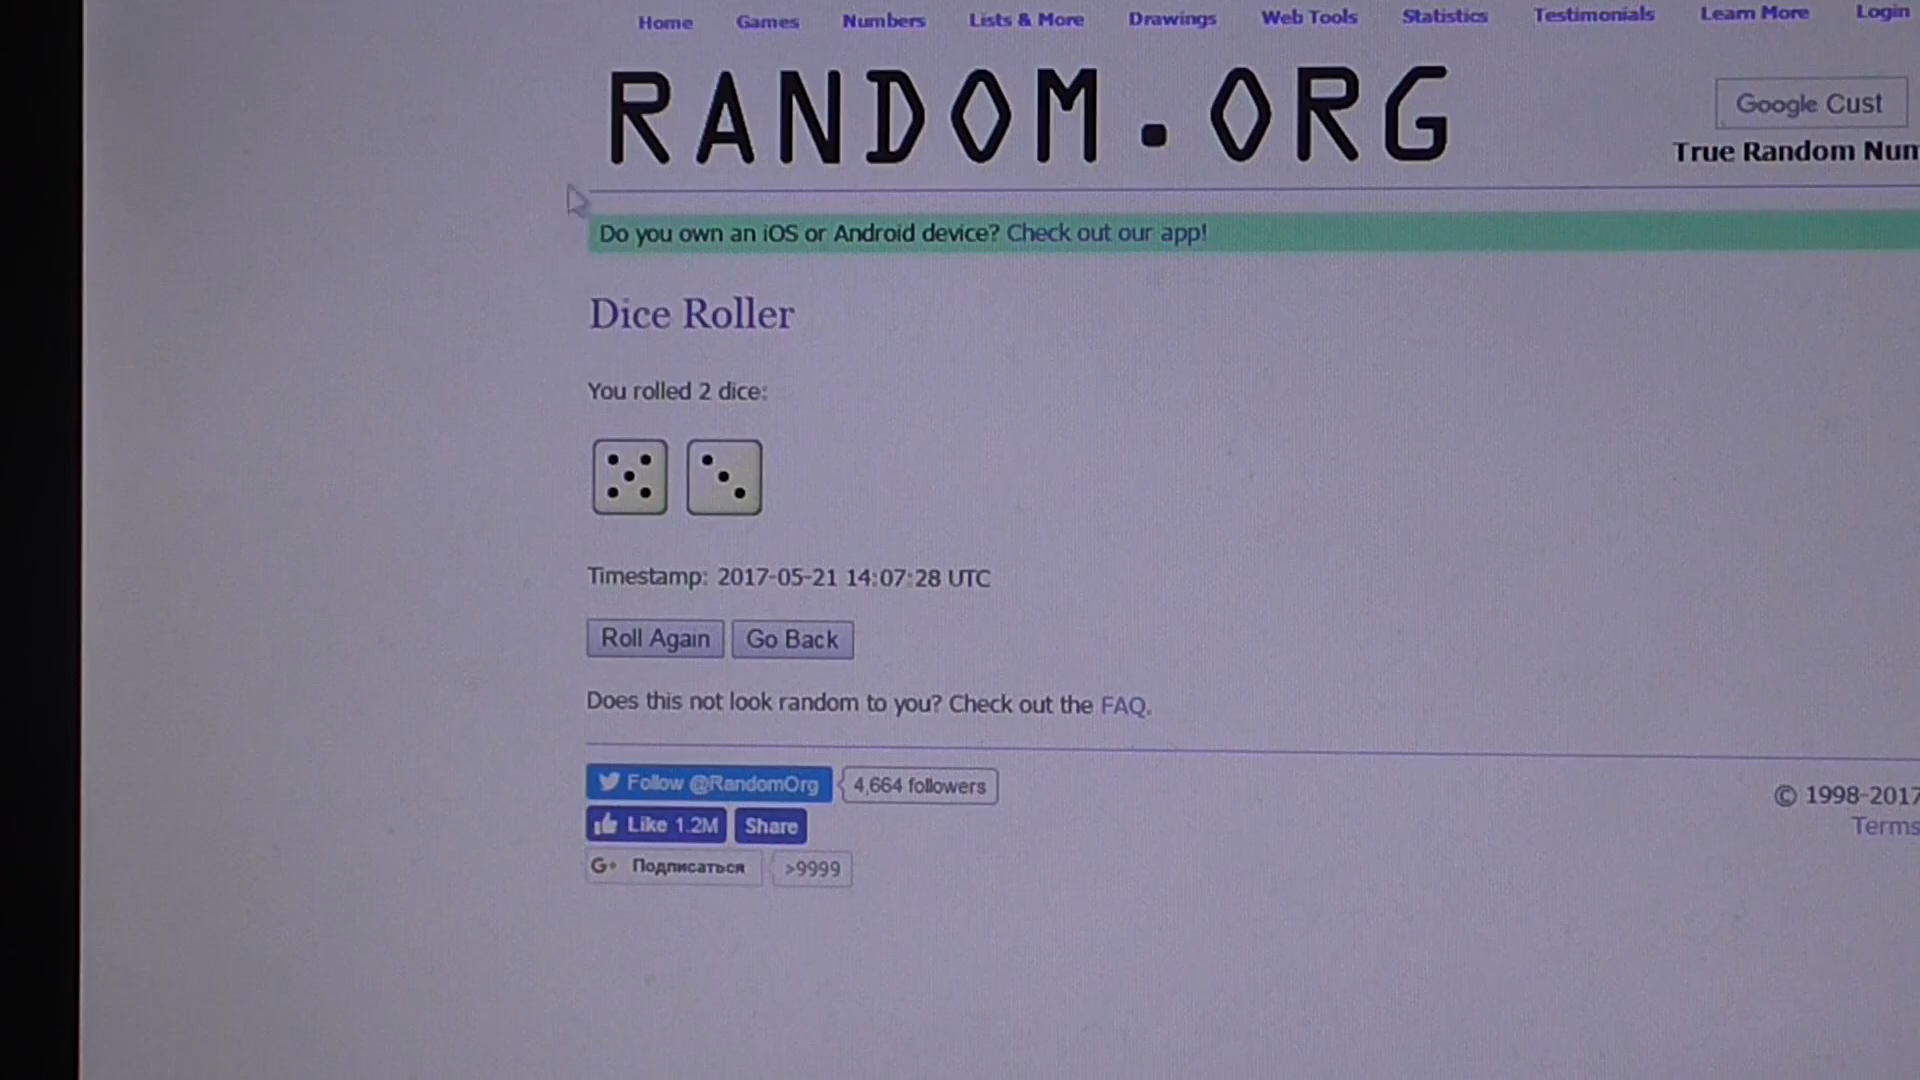 Home Games Numbers Lists & More Drawings Web Tools Statistics Testimonials Learn More Login
RANDOM.ORG
Google Cust
True Random Num
Do you own an iOS or Android device? Check out our app!
Dice Roller
You rolled 2 dice:
Timestamp: 2017-05-21 14:07:28 UTC
Roll Again Go Back
Does this not look random to you? Check out the FAQ.
Follow @RandomOrg 4,664 followers
© 1998-2017
Like 1.2M Share
Terms
G+ Подписаться >9999